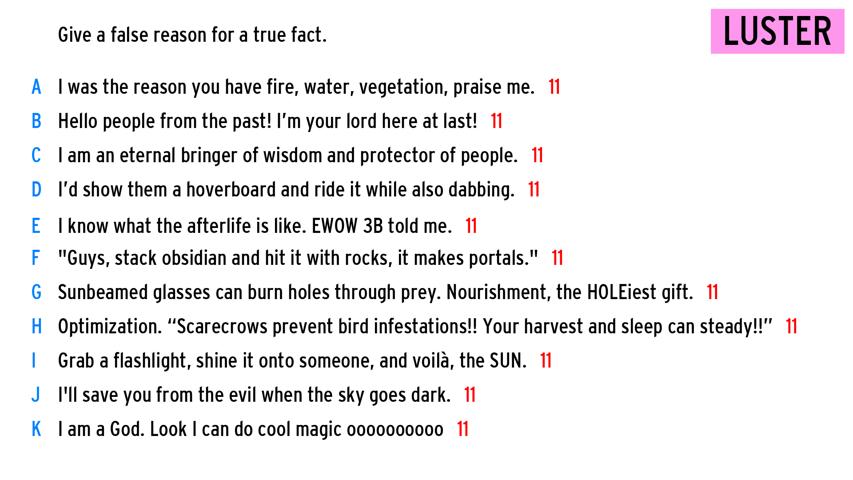 Give a false reason for a true fact.
LUSTER
A I was the reason you have fire, water, vegetation, praise me. 11
B Hello people from the past! I’m your lord here at last! 11
C I am an eternal bringer of wisdom and protector of people. 11
D I’d show them a hoverboard and ride it while also dabbing. 11
E I know what the afterlife is like. EWOW 3B told me. 11
F "Guys, stack obsidian and hit it with rocks, it makes portals." 11
G Sunbeamed glasses can burn holes through prey. Nourishment, the HOLEiest gift. 11
H Optimization. “Scarecrows prevent bird infestations!! Your harvest and sleep can steady!!” 11
I Grab a flashlight, shine it onto someone, and voilà, the SUN. 11
J I'll save you from the evil when the sky goes dark. 11
K I am a God. Look I can do cool magic oooooooooo 11